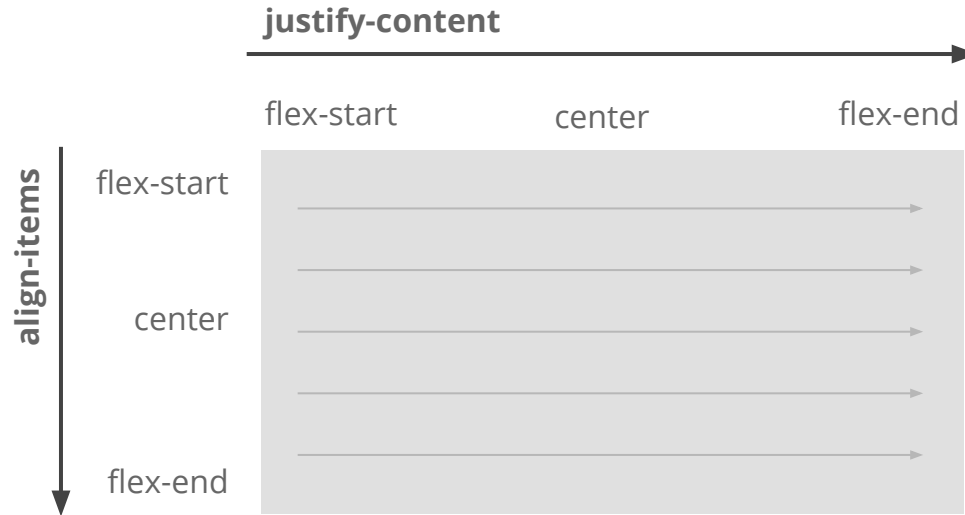 justify-content
flex-start center flex-end
align-items
flex-start
center
flex-end